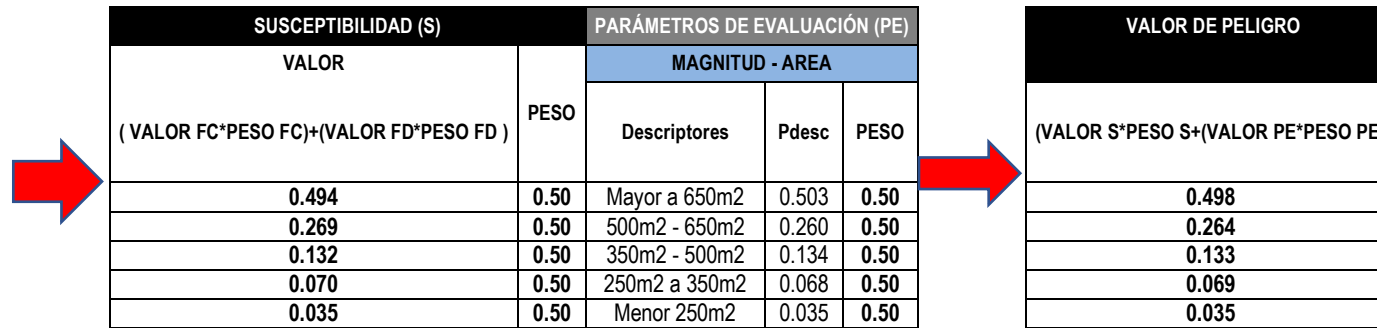 SUSCEPTIBILIDAD (S) PARÁMETROS DE EVALUACIÓN (PE) VALOR DE PELIGRO
VALOR PESO MAGNITUD - AREA
( VALOR FC*PESO FC)+(VALOR FD*PESO FD ) Descriptores Pdesc PESO (VALOR S*PESO S+(VALOR PE*PESO PE
0.494 0.50 Mayor a 650m2 0.503 0.50 0.498
0.269 0.50 500m2 - 650m2 0.260 0.50 0.264
0.132 0.50 350m2 - 500m2 0.134 0.50 0.133
0.070 0.50 250m2 a 350m2 0.068 0.50 0.069
0.035 0.50 Menor 250m2 0.035 0.50 0.035